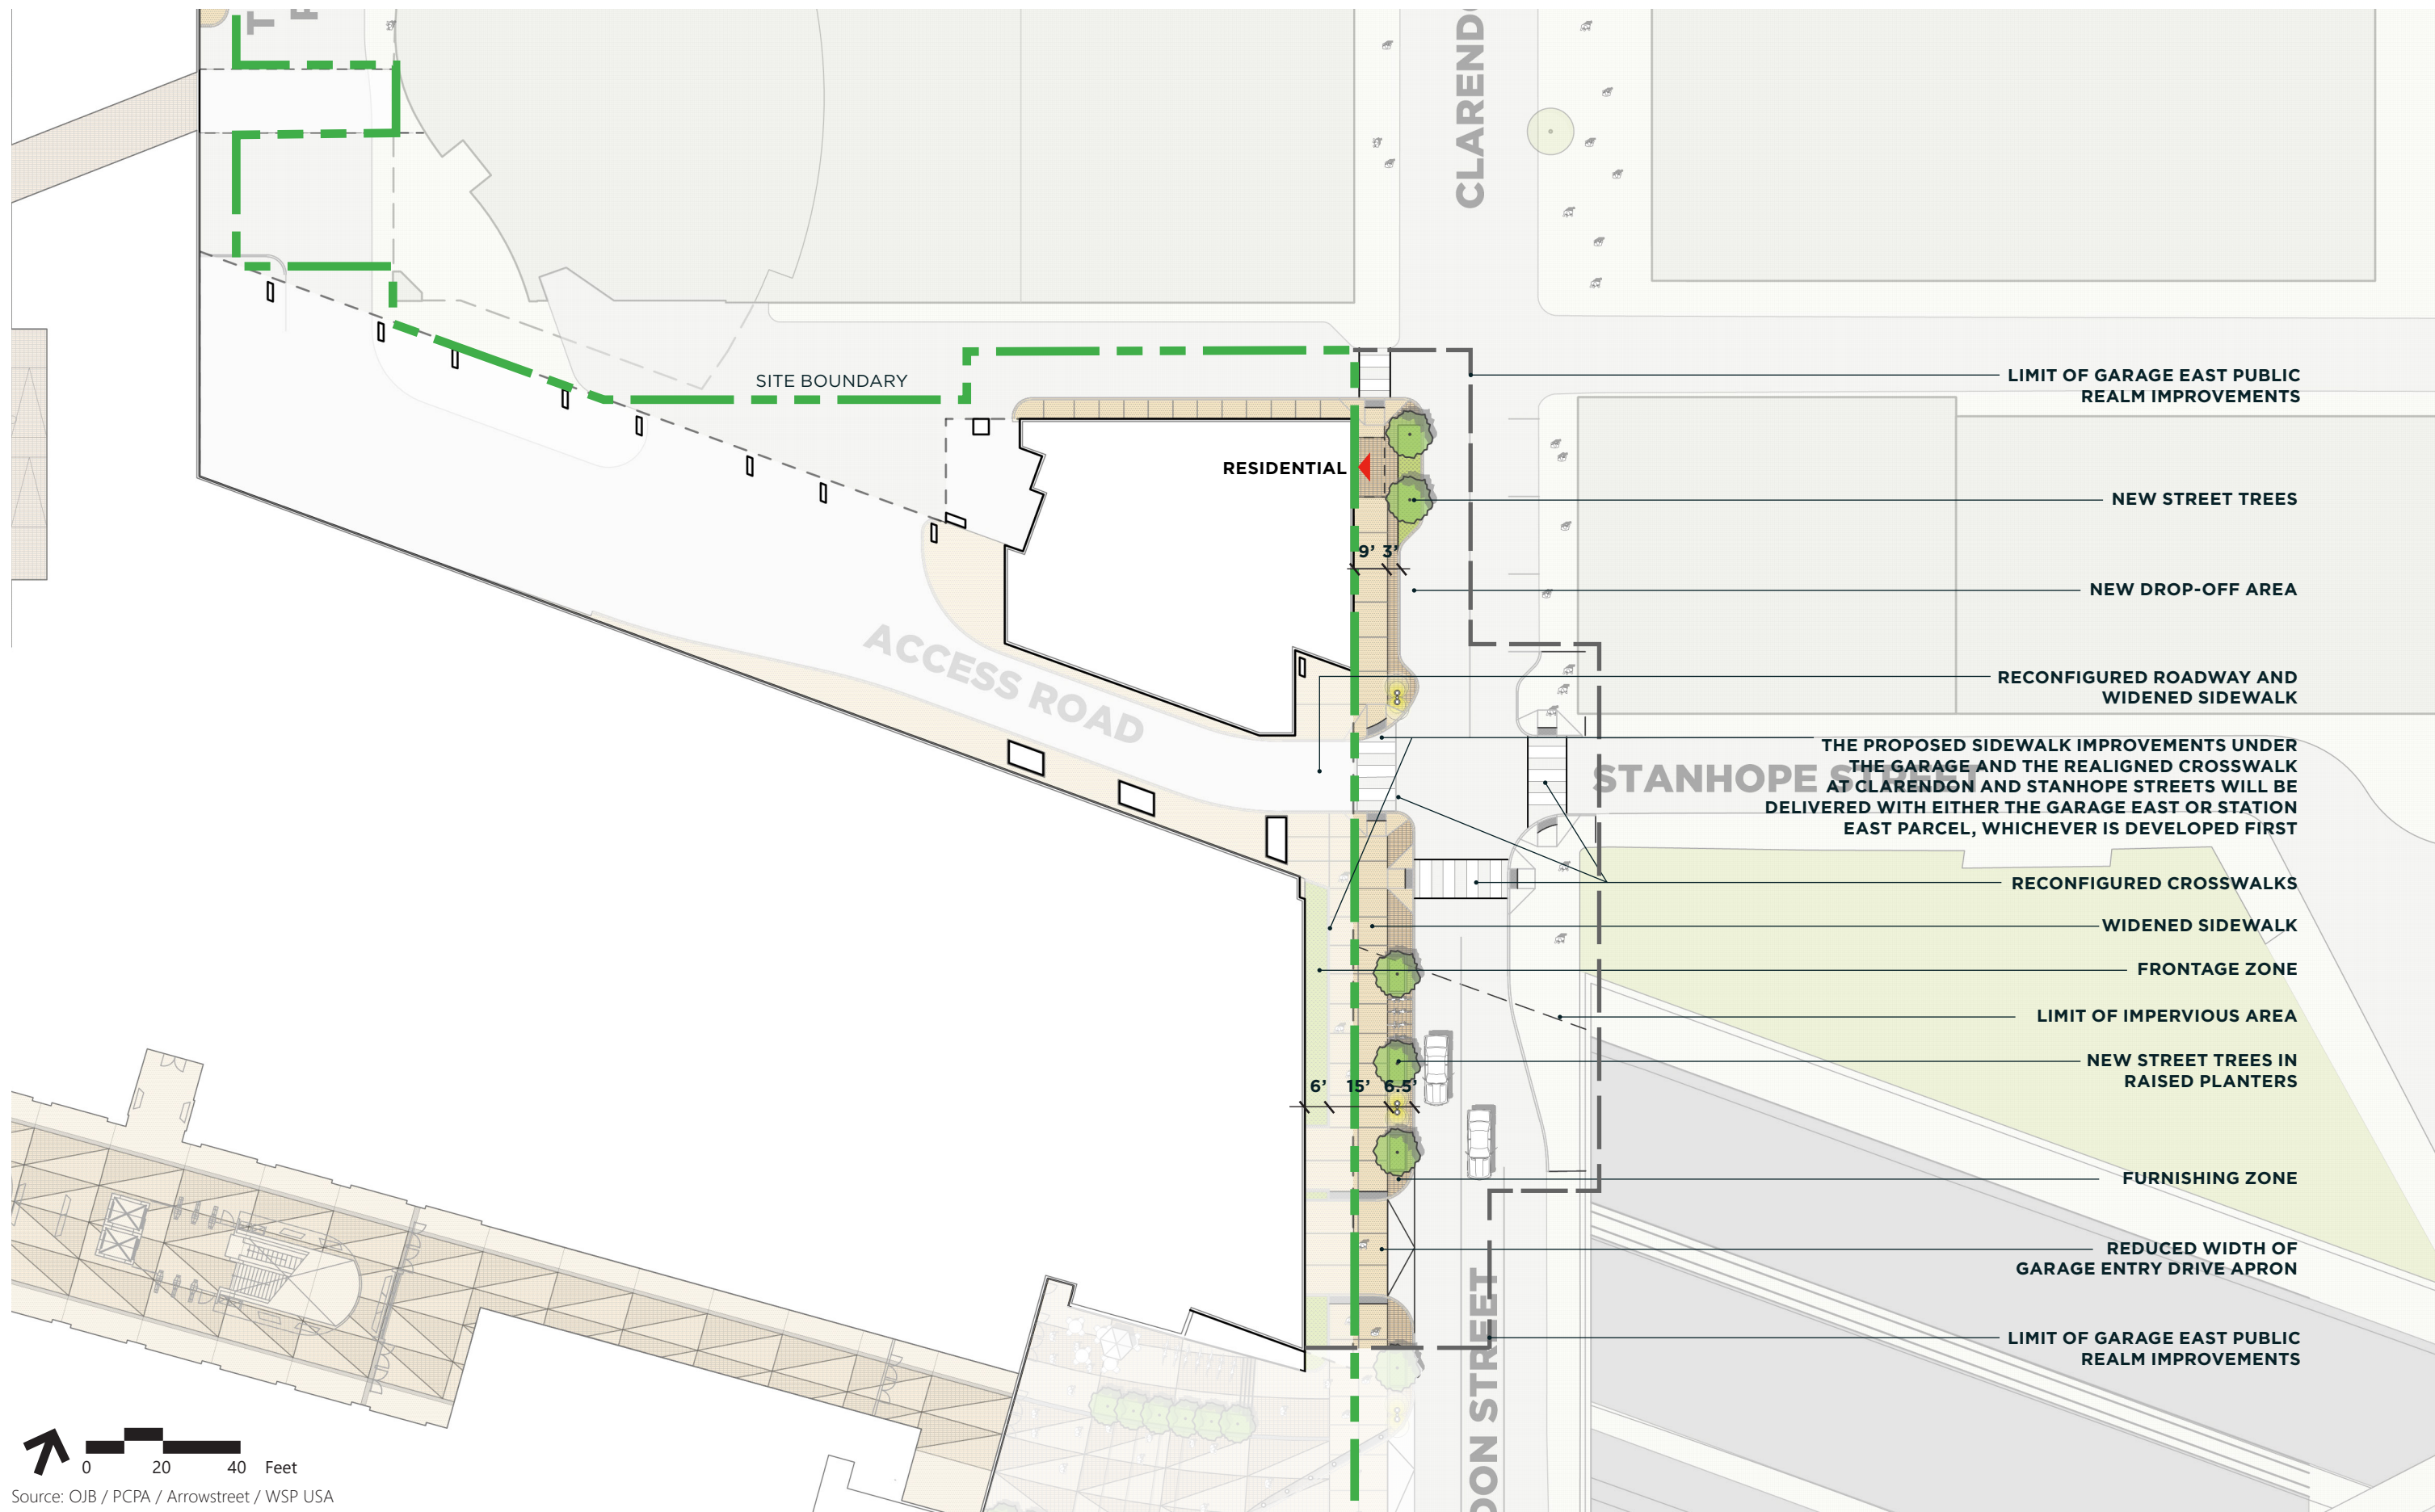 CLARENDO
SITE BOUNDARY
LIMIT OF GARAGE EAST PUBLIC
REALM IMPROVEMENTS
RESIDENTIAL
NEW STREET TREES
9’ 3’
NEW DROP-OFF AREA
ACCESS ROAD
RECONFIGURED ROADWAY AND
WIDENED SIDEWALK
STANHOPE STREET
THE PROPOSED SIDEWALK IMPROVEMENTS UNDER
THE GARAGE AND THE REALIGNED CROSSWALK
AT CLARENDON AND STANHOPE STREETS WILL BE
DELIVERED WITH EITHER THE GARAGE EAST OR STATION
EAST PARCEL, WHICHEVER IS DEVELOPED FIRST
RECONFIGURED CROSSWALKS
WIDENED SIDEWALK
FRONTAGE ZONE
LIMIT OF IMPERVIOUS AREA
NEW STREET TREES IN
RAISED PLANTERS
6’ 15’ 6.5’
FURNISHING ZONE
REDUCED WIDTH OF
GARAGE ENTRY DRIVE APRON
LIMIT OF GARAGE EAST PUBLIC
REALM IMPROVEMENTS
DON STREET
0 20 40 Feet
Source: OJB / PCPA / Arrowstreet / WSP USA